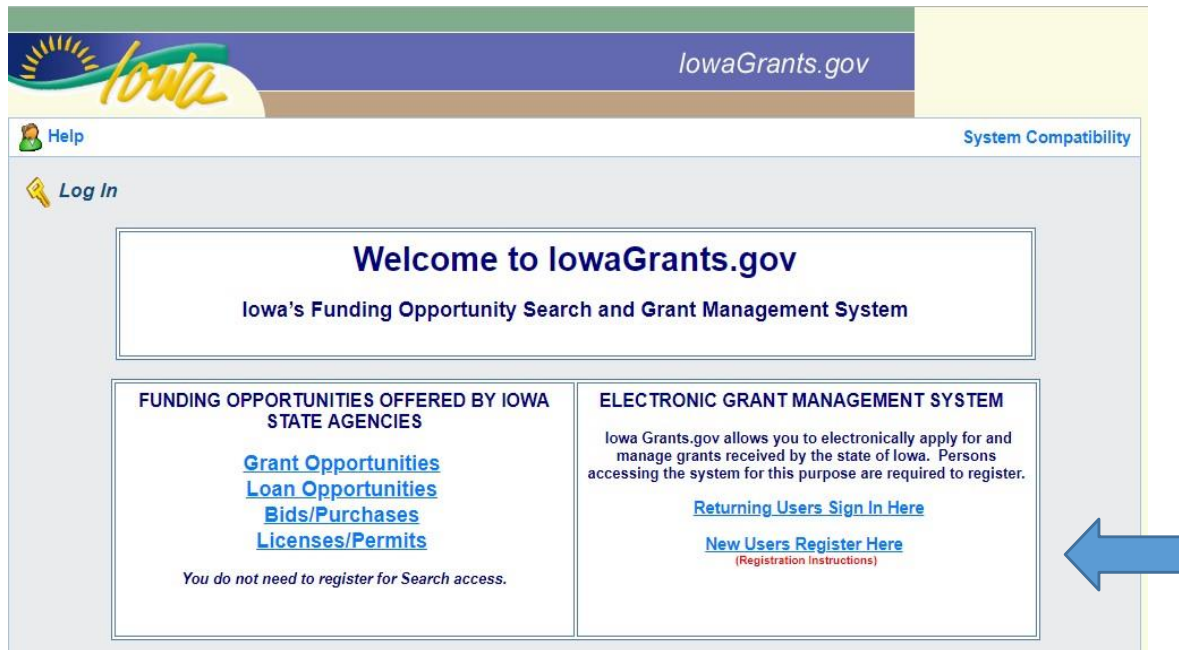 Iowa
IowaGrants.gov
Help
System Compatibility
Log In
Welcome to IowaGrants.gov
Iowa's Funding Opportunity Search and Grant Management System
FUNDING OPPORTUNITIES OFFERED BY IOWA
STATE AGENCIES
Grant Opportunities
Loan Opportunities
Bids/Purchases
Licenses/Permits
You do not need to register for Search access.
ELECTRONIC GRANT MANAGEMENT SYSTEM
Iowa Grants.gov allows you to electronically apply for and
manage grants received by the state of Iowa. Persons
accessing the system for this purpose are required to register.
Returning Users Sign In Here
New Users Register Here
(Registration Instructions)